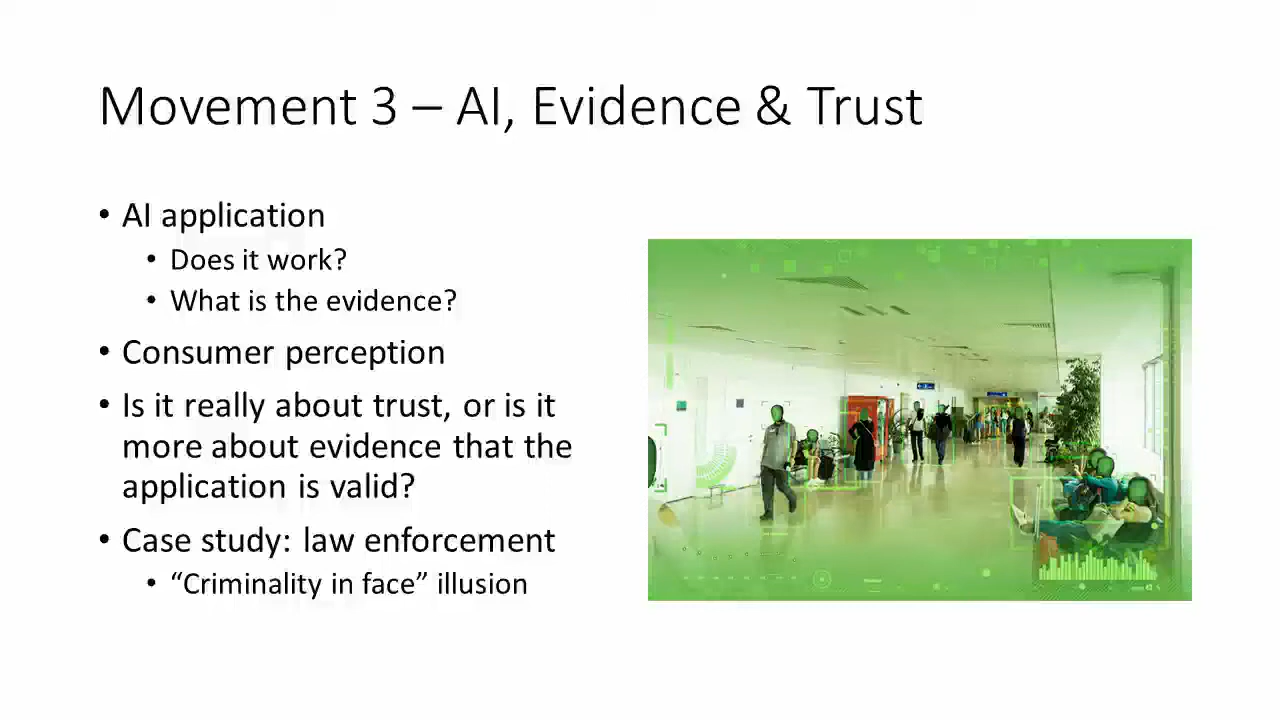 Movement 3 – AI, Evidence & Trust
• AI application
• Does it work?
• What is the evidence?
• Consumer perception
• Is it really about trust, or is it
more about evidence that the
application is valid?
• Case study: law enforcement
• “Criminality in face” illusion